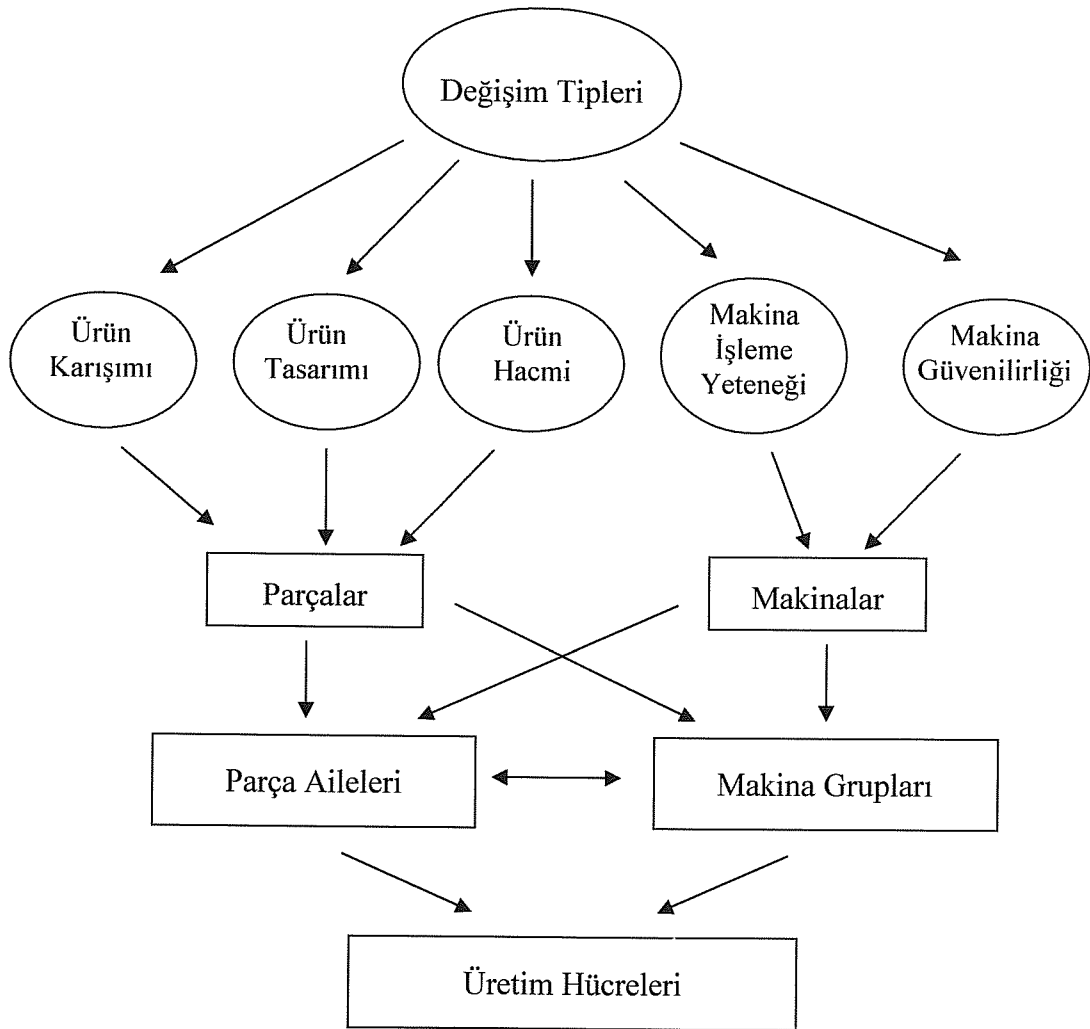 Değişim Tipleri
Ürün
Karışımı
Ürün
Tasarımı
Ürün
Hacmi
Makina
İşleme
Yeteneği
Makina
Güvenilirliği
Parçalar
Makinalar
Parça Aileleri
Makina Grupları
Üretim Hücreleri